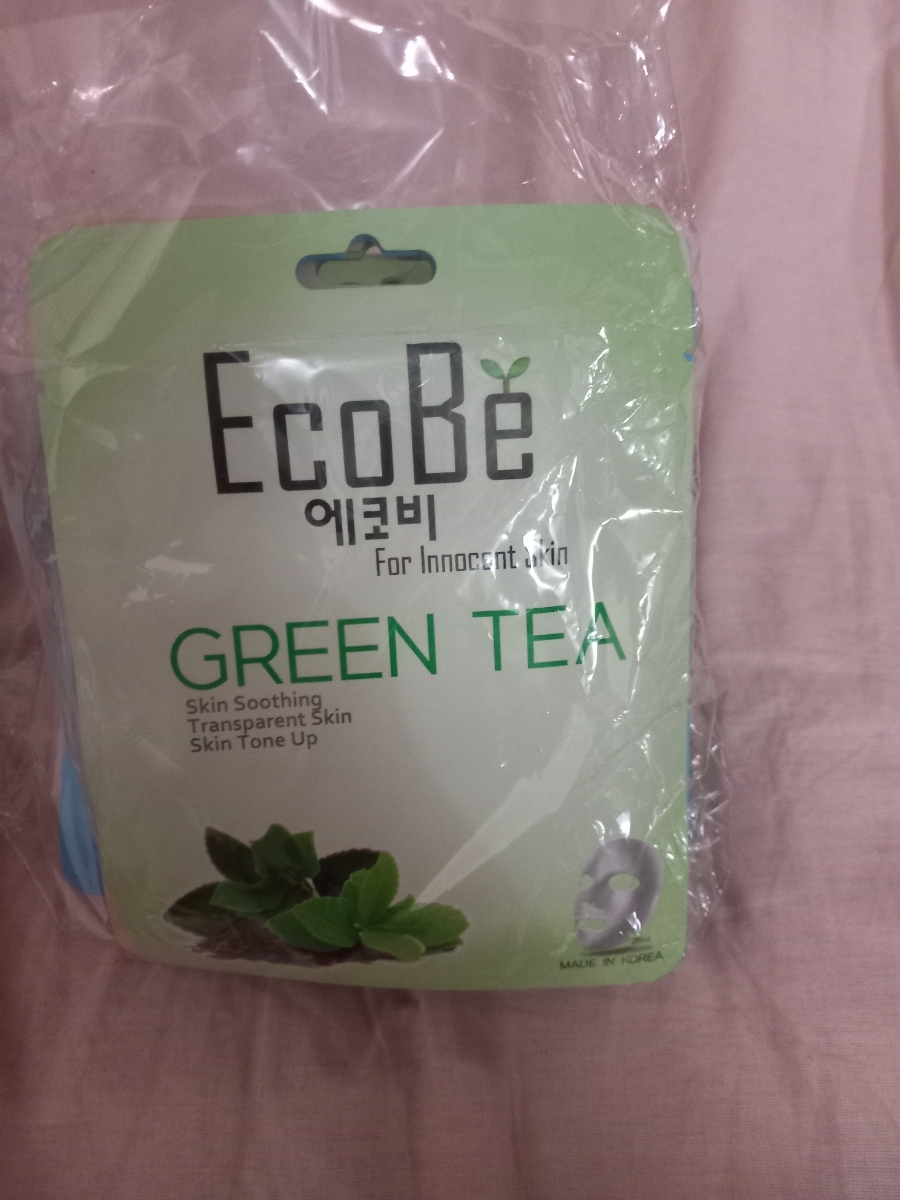 EcoBe
에코비
For Innocent Skin
GREEN TEA
Skin Soothing
Transparent Skin
Skin Tone Up
MADE IN KOREA